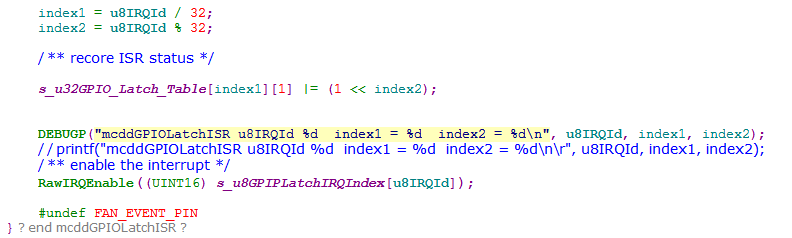 index1 = u8IRQId / 32;
index2 = u8IRQId % 32;
/** recore ISR status */
s_u32GPIO_Latch_Table[index1][1] |= (1 << index2);
DEBUGP("mcddGPIOLatchISR u8IRQId %d  index1 = %d  index2 = %d\n", u8IRQId, index1, index2);
//printf("mcddGPIOLatchISR u8IRQId %d  index1 = %d  index2 = %d\n\r", u8IRQId, index1, index2);
/** enable the interrupt */
RawIRQEnable((UINT16) s_u8GPIPLatchIRQIndex[u8IRQId]);
#undef FAN_EVENT_PIN
} ? end mcddGPIOLatchISR ?